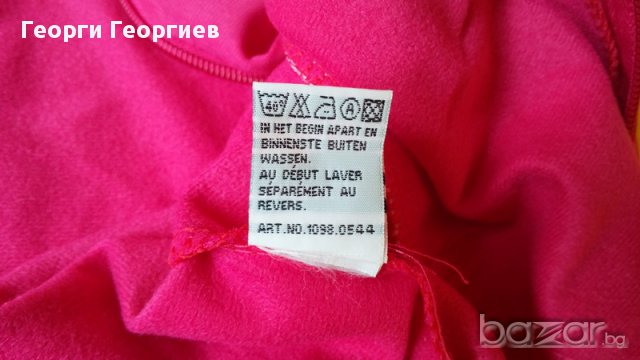 Георги Георгиев
40°
A
IN HET BEGIN APART EN
BINNENSTE BUITEN
WASSEN.
AU DÉBUT LAVER
SÉPARÉMENT AU
REVERS.
ART.NO.1098.0544
bazar.bg